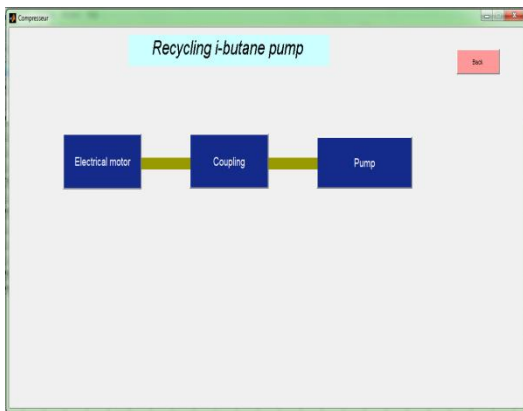 Compresseur
Recycling i-butane pump
Back
Electrical motor
Coupling
Pump